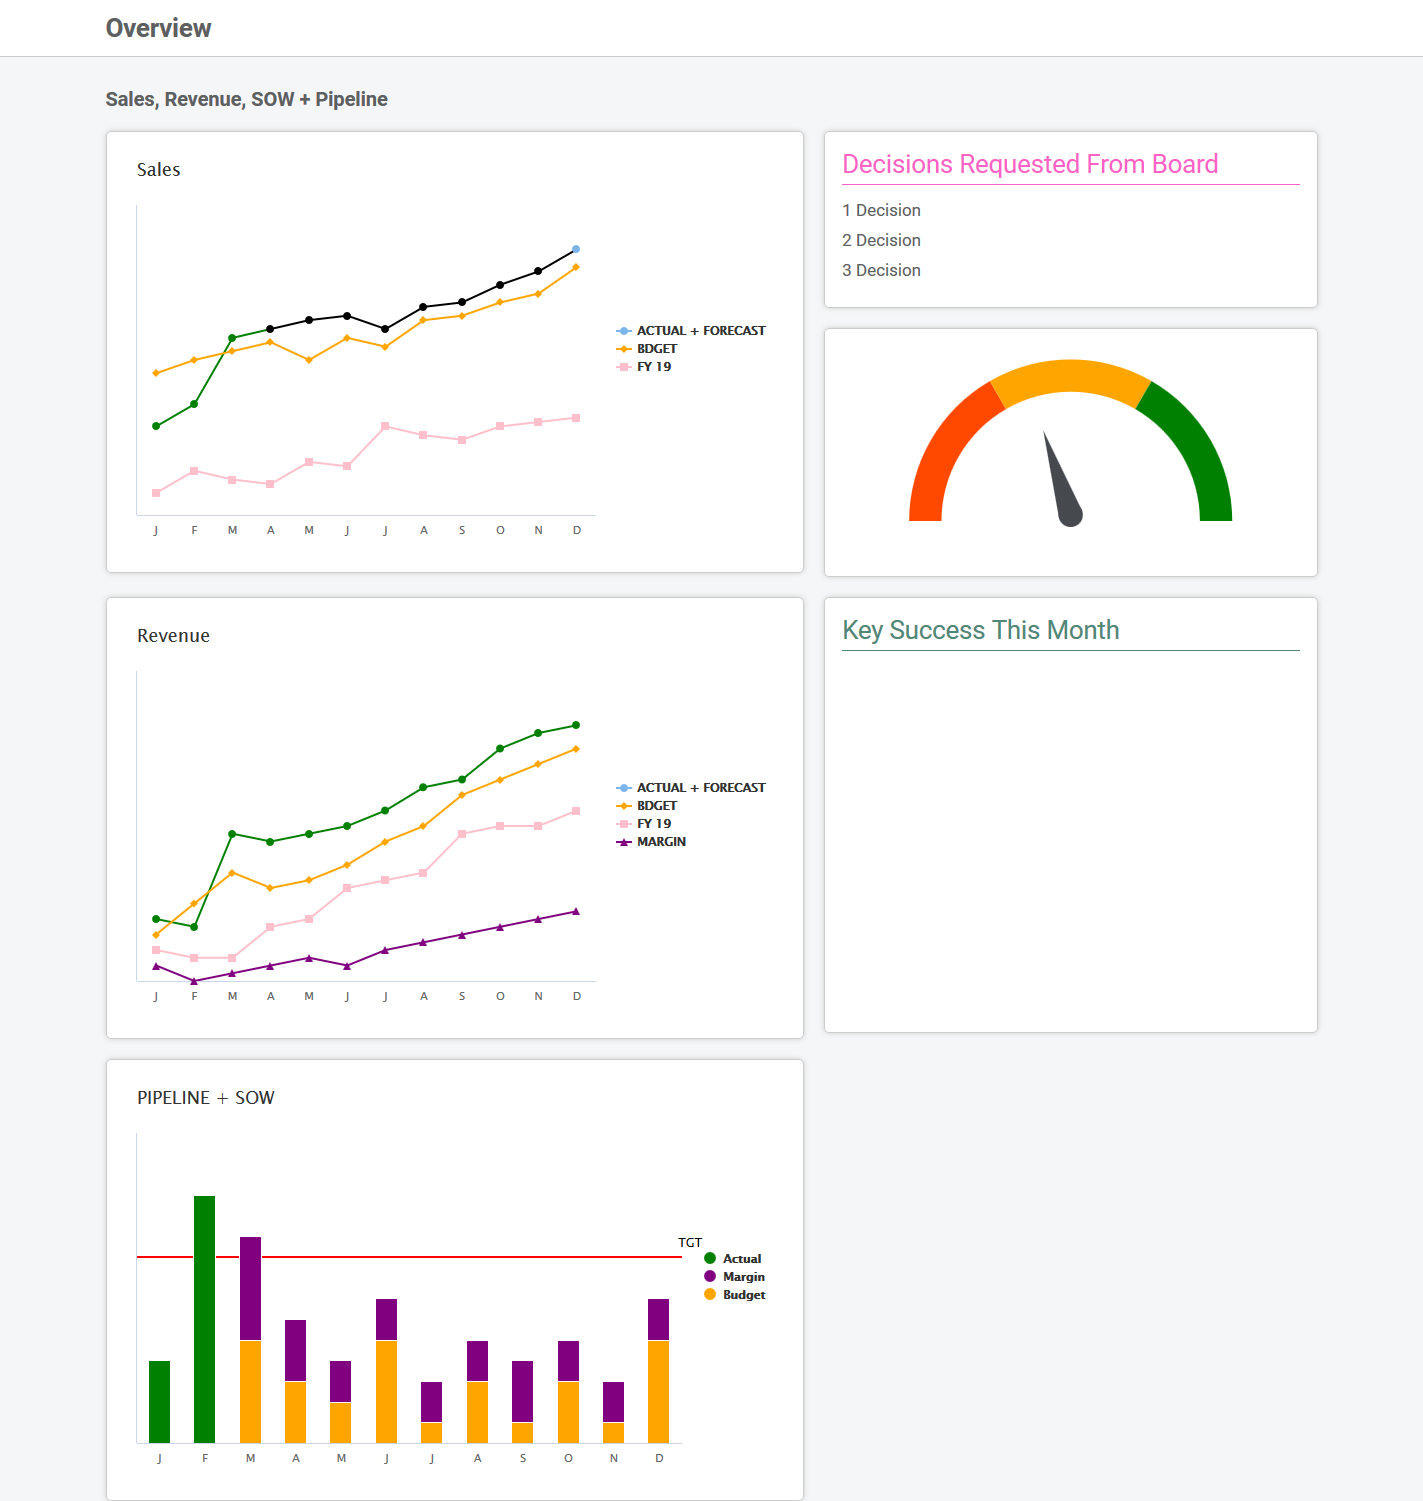 Overview
Sales, Revenue, SOW + Pipeline
Sales
ACTUAL + FORECAST
BDGET
FY 19
J F M A M J J A S O N D
Decisions Requested From Board
1 Decision
2 Decision
3 Decision
Revenue
ACTUAL + FORECAST
BDGET
FY 19
MARGIN
J F M A M J J A S O N D
Key Success This Month
PIPELINE + SOW
TGT
Actual
Margin
Budget
J F M A M J J A S O N D